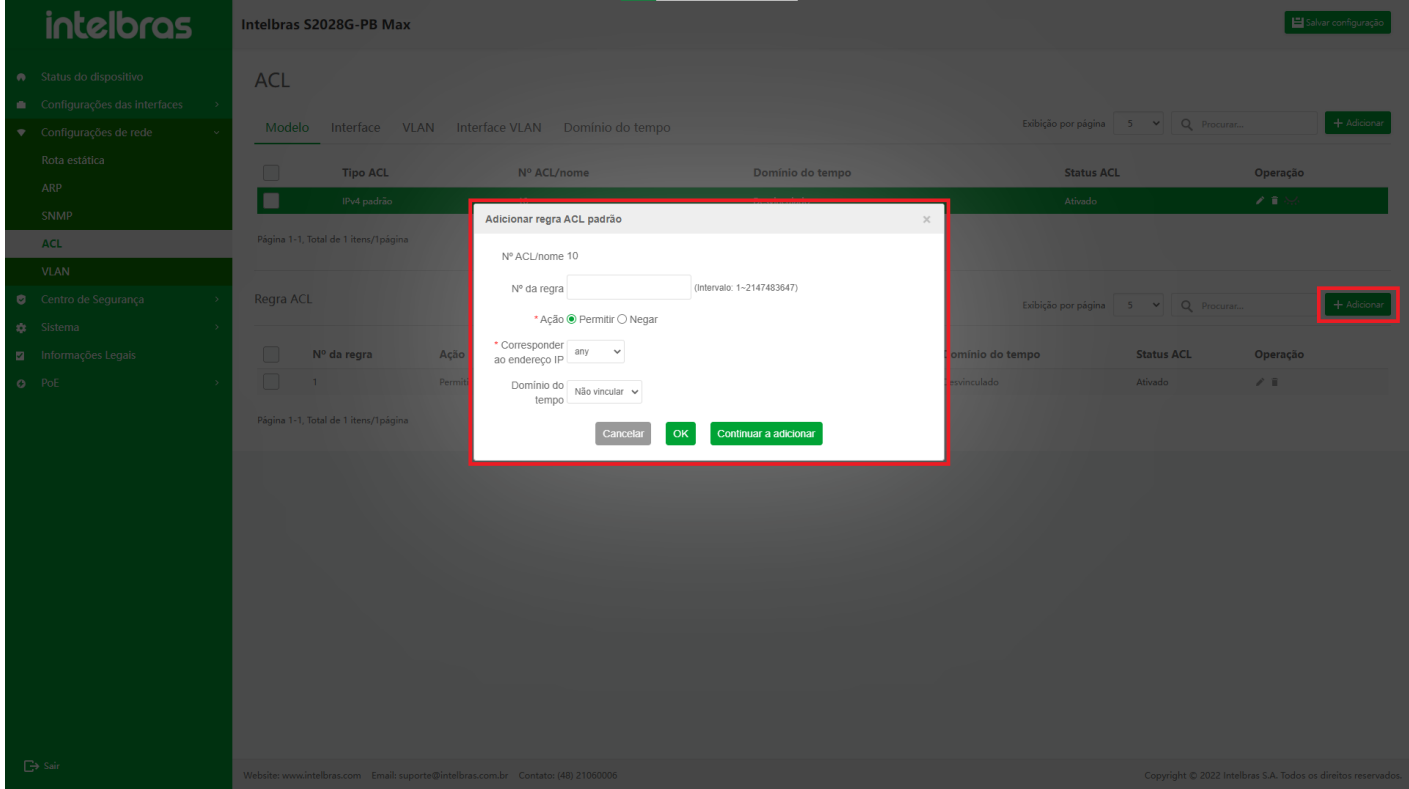 intelbras
Intelbras S2028G-PB Max
Salvar configuração
Status do dispositivo
Configurações das interfaces
Configurações de rede
Rota estática
ARP
SNMP
ACL
VLAN
Centro de Segurança
Sistema
Informações Legais
PoE
Sair
ACL
Modelo Interface VLAN Interface VLAN Domínio do tempo
Exibição por página 5 Procurar... + Adicionar
Tipo ACL Nº ACL/nome Domínio do tempo Status ACL Operação
IPv4 padrão Ativado
Página 1-1, Total de 1 itens/1página
Adicionar regra ACL padrão ×
Nº ACL/nome 10
Nº da regra (Intervalo: 1~2147483647)
* Ação Permitir Negar
* Corresponder
ao endereço IP any
Domínio do
tempo Não vincular
Cancelar OK Continuar a adicionar
Regra ACL
Exibição por página 5 Procurar... + Adicionar
Nº da regra Ação omínio do tempo Status ACL Operação
1 Permiti esvinculado Ativado
Página 1-1, Total de 1 itens/1página
Website: www.intelbras.com Email: suporte@intelbras.com.br Contato: (48) 21060006
Copyright © 2022 Intelbras S.A. Todos os direitos reservados.